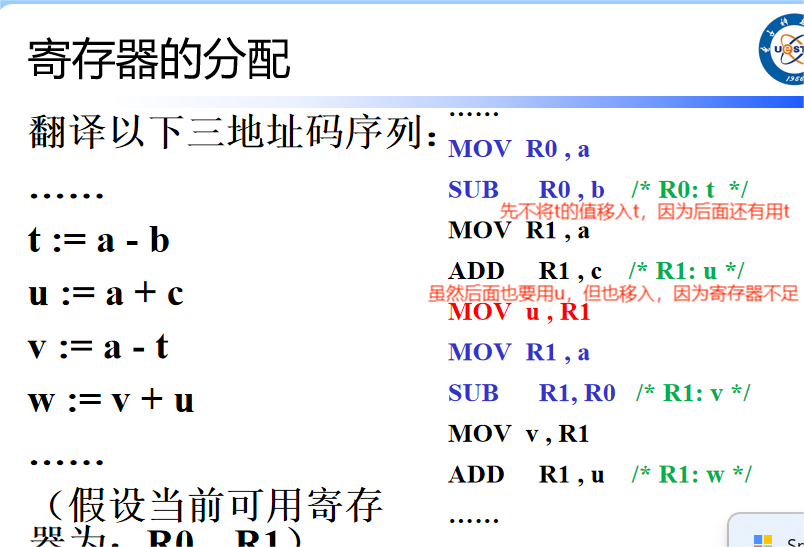 寄存器的分配
翻译以下三地址码序列：
……
t := a - b
u := a + c
v := a - t
w := v + u
……
（假设当前可用寄存
器为：R0，R1）
……
MOV R0 , a
SUB R0 , b /* R0: t */
先不将t的值移入t，因为后面还有用t
MOV R1 , a
ADD R1 , c /* R1: u */
虽然后面也要用u，但也移入，因为寄存器不足
MOV u , R1
MOV R1 , a
SUB R1, R0 /* R1: v */
MOV v , R1
ADD R1 , u /* R1: w */
……